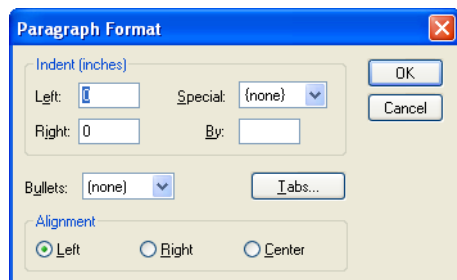 Paragraph Format
Indent (inches)
Left: 0 Special: (none)
Right: 0 By:
OK
Cancel
Bullets: (none) Tabs...
Alignment
Left Right Center